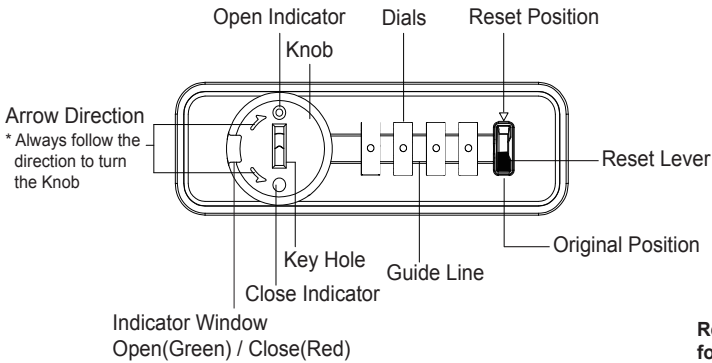 Open Indicator
Dials
Reset Position
Knob
Arrow Direction
* Always follow the
direction to turn
the Knob
Reset Lever
Original Position
Key Hole
Guide Line
Close Indicator
Indicator Window
Open(Green) / Close(Red)